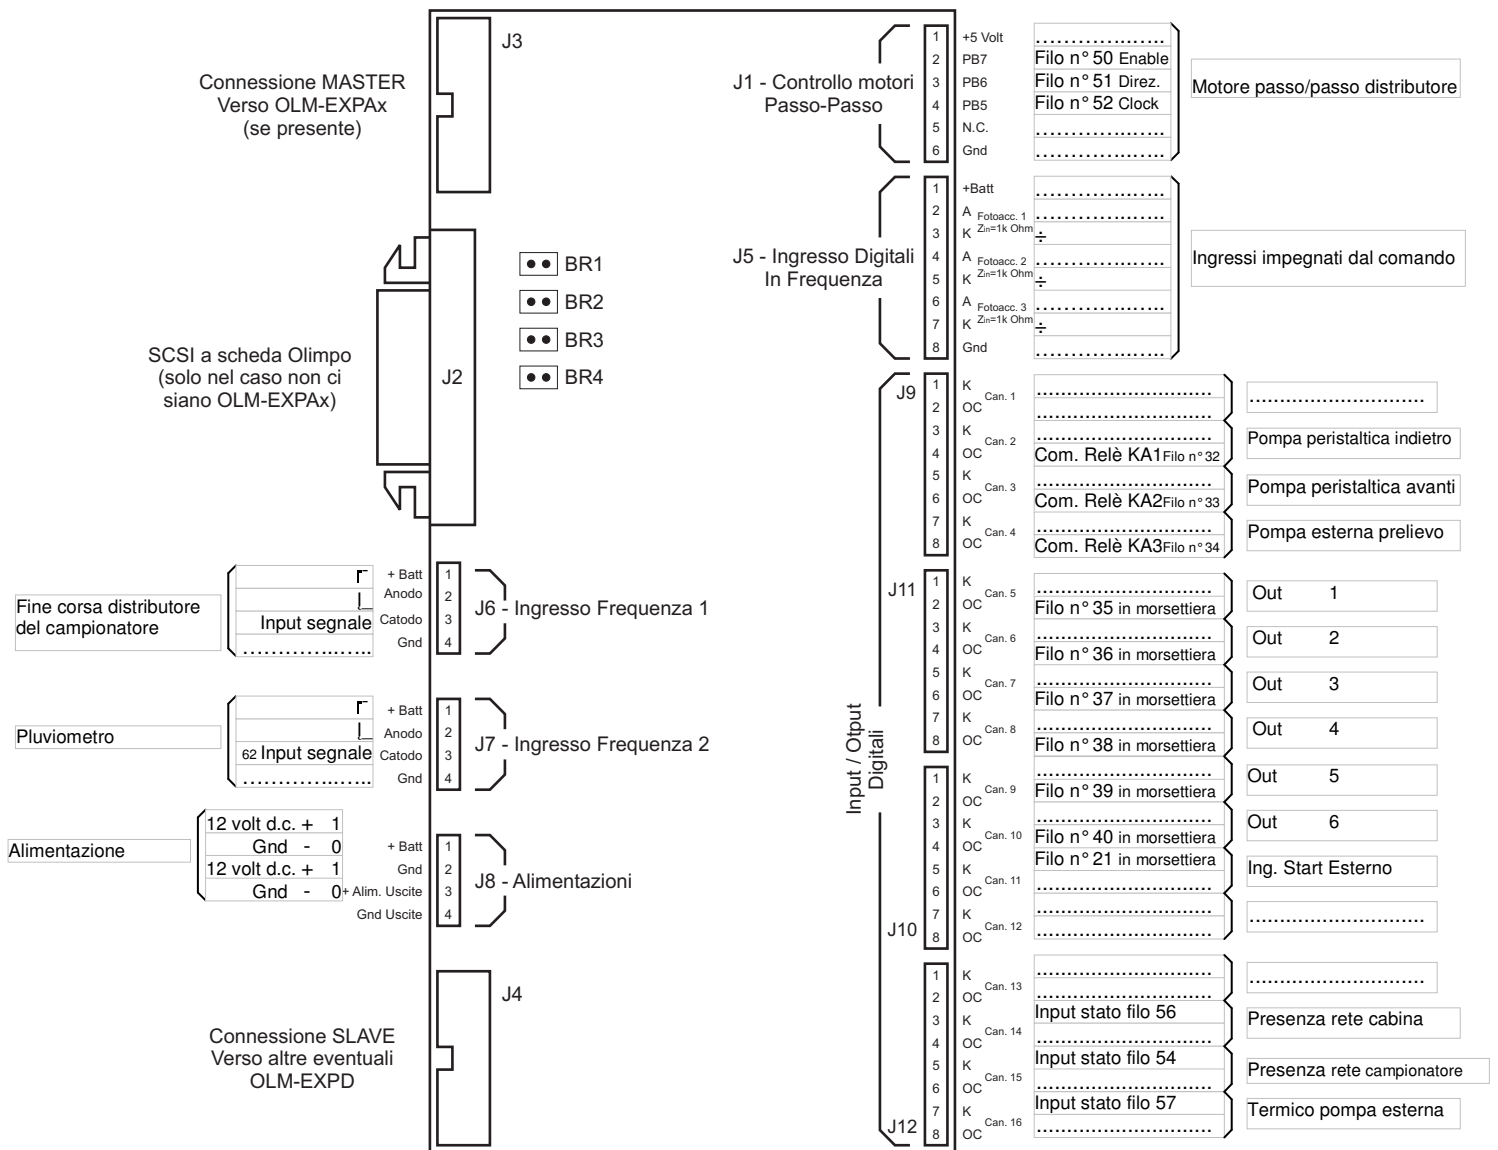 Connessione MASTER
Verso OLM-EXPAx
(se presente)
J3
SCSI a scheda Olimpo
(solo nel caso non ci
siano OLM-EXPAx)
J2
BR1
BR2
BR3
BR4
Fine corsa distributore
del campionatore
Input segnale
....................
+ Batt 1
Anodo 2
Catodo 3
Gnd 4
J6 - Ingresso Frequenza 1
Pluviometro
62 Input segnale
....................
+ Batt 1
Anodo 2
Catodo 3
Gnd 4
J7 - Ingresso Frequenza 2
Alimentazione
12 volt d.c. + 1
Gnd - 0
12 volt d.c. + 1
Gnd - 0
+ Batt 1
Gnd 2
+ Alim. Uscite 3
Gnd Uscite 4
J8 - Alimentazioni
J4
Connessione SLAVE
Verso altre eventuali
OLM-EXPD
J1 - Controllo motori
Passo-Passo
1 +5 Volt ....................
2 PB7 Filo n° 50 Enable
3 PB6 Filo n° 51 Direz.
4 PB5 Filo n° 52 Clock
5 N.C. ....................
6 Gnd ....................
Motore passo/passo distributore
J5 - Ingresso Digitali
In Frequenza
1 +Batt ....................
2 A ....................
Fotoacc. 1
Zin=1k Ohm
3 K ÷
4 A ....................
Fotoacc. 2
Zin=1k Ohm
5 K ÷
6 A ....................
Fotoacc. 3
Zin=1k Ohm
7 K ÷
8 Gnd ....................
Ingressi impegnati dal comando
Input / Otput
Digitali
J9
1 K ..............................
Can. 1
2 OC ..............................
..............................
3 K ..............................
Can. 2
4 OC Com. Relè KA1 Filo n° 32
Pompa peristaltica indietro
5 K ..............................
Can. 3
6 OC Com. Relè KA2 Filo n° 33
Pompa peristaltica avanti
7 K ..............................
Can. 4
8 OC Com. Relè KA3 Filo n° 34
Pompa esterna prelievo
J11
1 K ..............................
Can. 5
2 OC Filo n° 35 in morsettiera
Out 1
3 K ..............................
Can. 6
4 OC Filo n° 36 in morsettiera
Out 2
5 K ..............................
Can. 7
6 OC Filo n° 37 in morsettiera
Out 3
7 K ..............................
Can. 8
8 OC Filo n° 38 in morsettiera
Out 4
1 K ..............................
Can. 9
2 OC Filo n° 39 in morsettiera
Out 5
3 K ..............................
Can. 10
4 OC Filo n° 40 in morsettiera
Out 6
5 K Filo n° 21 in morsettiera
Can. 11
6 OC ..............................
Ing. Start Esterno
7 K ..............................
Can. 12
8 OC ..............................
..............................
J10
1 K ..............................
Can. 13
2 OC ..............................
..............................
3 K Input stato filo 56
Can. 14
4 OC
Presenza rete cabina
5 K Input stato filo 54
Can. 15
6 OC ..............................
Presenza rete campionatore
7 K Input stato filo 57
Can. 16
8 OC ..............................
Termico pompa esterna
J12